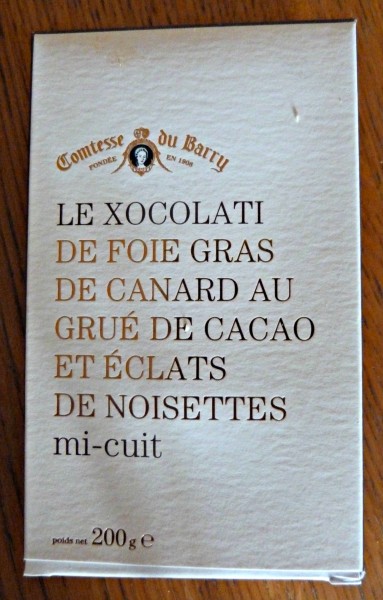 Comtesse du Barry
FONDÉE EN 1908
LE XOCOLATI
DE FOIE GRAS
DE CANARD AU
GRUÉ DE CACAO
ET ÉCLATS
DE NOISETTES
mi-cuit
poids net 200g ℮